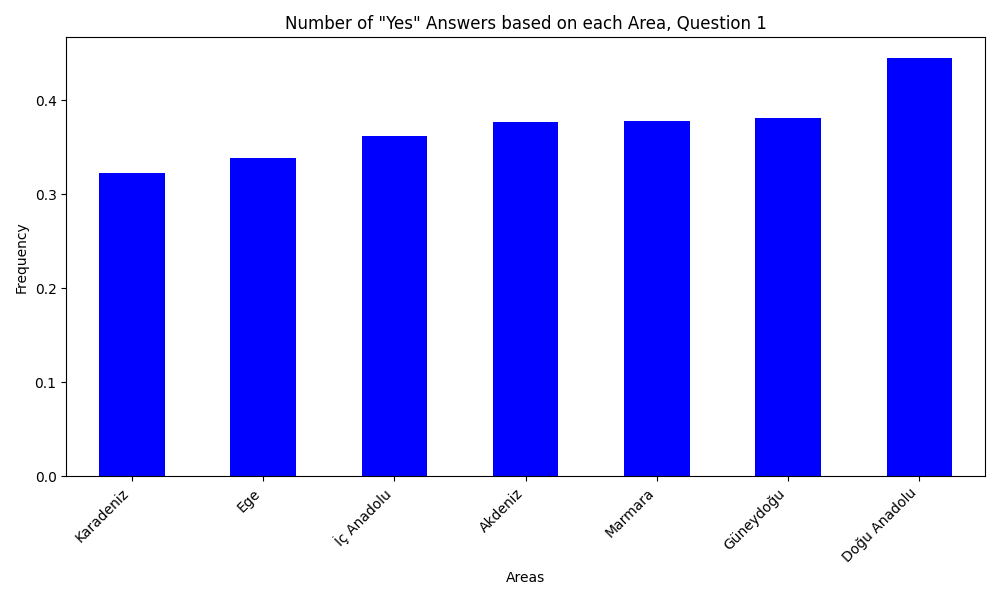 Number of "Yes" Answers based on each Area, Question 1
Frequency
0.4
0.3
0.2
0.1
0.0
Karadeniz
Ege
İç Anadolu
Akdeniz
Marmara
Güneydoğu
Doğu Anadolu
Areas